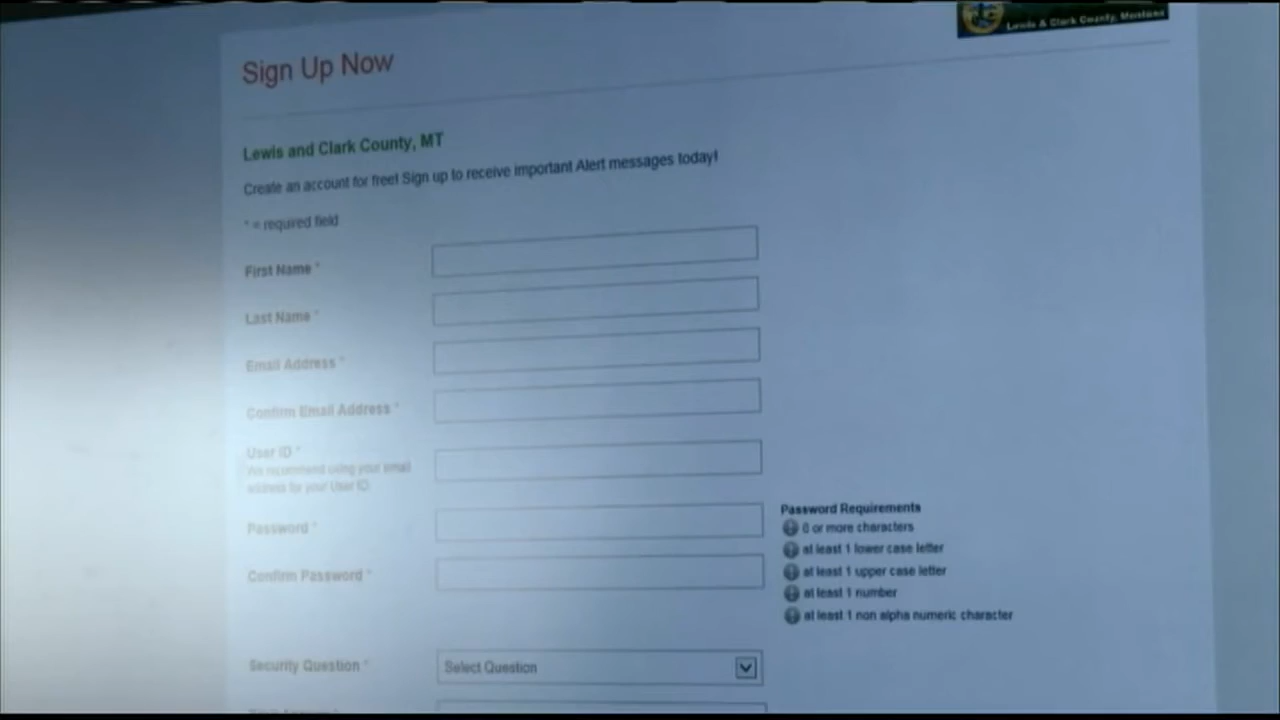 Lewis & Clark County, Montana
Sign Up Now
Lewis and Clark County, MT
Create an account for free! Sign up to receive important Alert messages today!
* = required field
First Name *
Last Name *
Email Address *
Confirm Email Address *
User ID *
We recommend using your email
address for your User ID
Password *
Password Requirements
or more characters
at least 1 lower case letter
at least 1 upper case letter
Confirm Password *
at least 1 number
at least 1 non alpha numeric character
Security Question *
Select Question